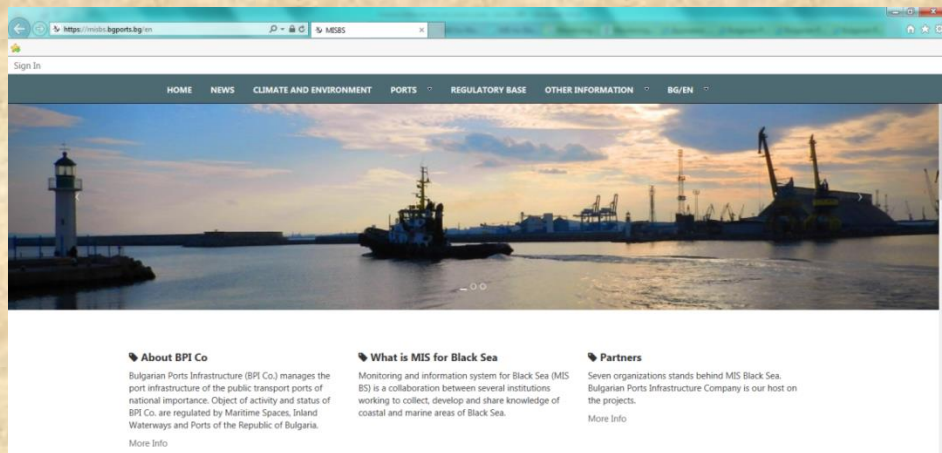 https://misbs.bgports.bg/en
MISBS
Sign In
HOME NEWS CLIMATE AND ENVIRONMENT PORTS REGULATORY BASE OTHER INFORMATION BG/EN
About BPI Co
Bulgarian Ports Infrastructure (BPI Co.) manages the
port infrastructure of the public transport ports of
national importance. Object of activity and status of
BPI Co. are regulated by Maritime Spaces, Inland
Waterways and Ports of the Republic of Bulgaria.
More Info
What is MIS for Black Sea
Monitoring and information system for Black Sea (MIS
BS) is a collaboration between several institutions
working to collect, develop and share knowledge of
coastal and marine areas of Black Sea.
Partners
Seven organizations stands behind MIS Black Sea.
Bulgarian Ports Infrastructure Company is our host on
the projects.
More Info